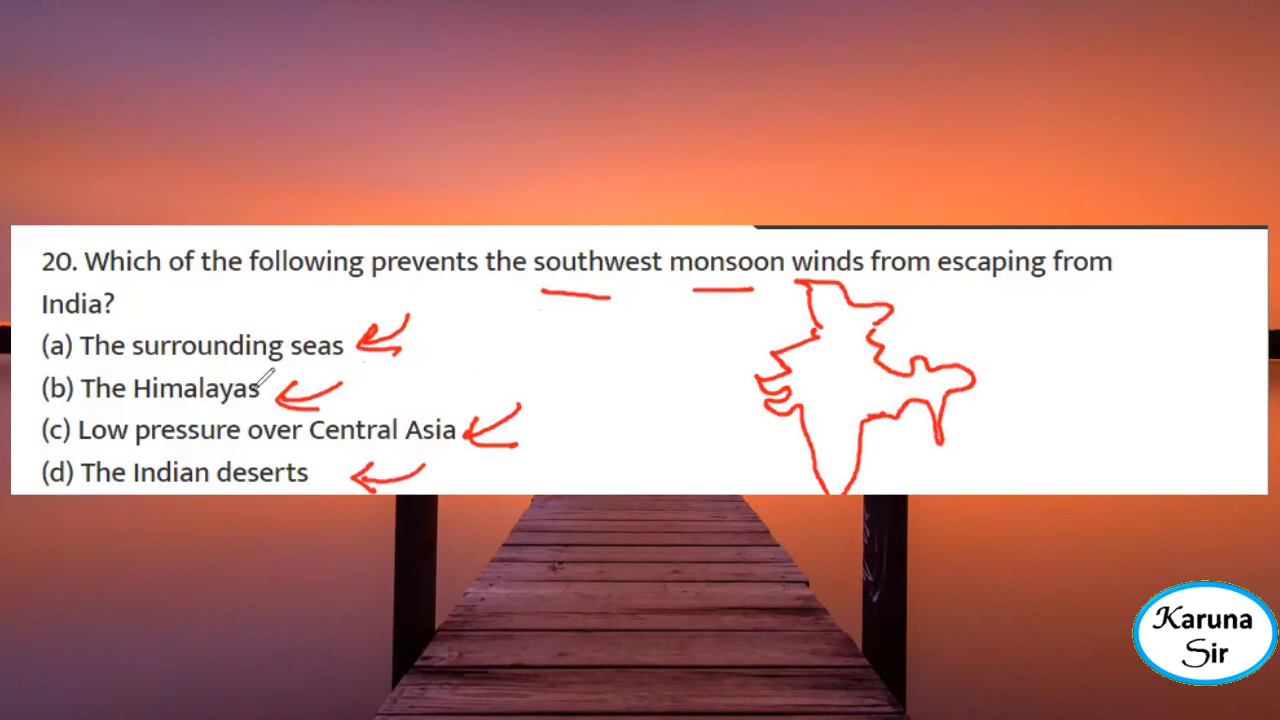 20. Which of the following prevents the southwest monsoon winds from escaping from
India?
(a) The surrounding seas
(b) The Himalayas
(c) Low pressure over Central Asia
(d) The Indian deserts
Karuna
Sir